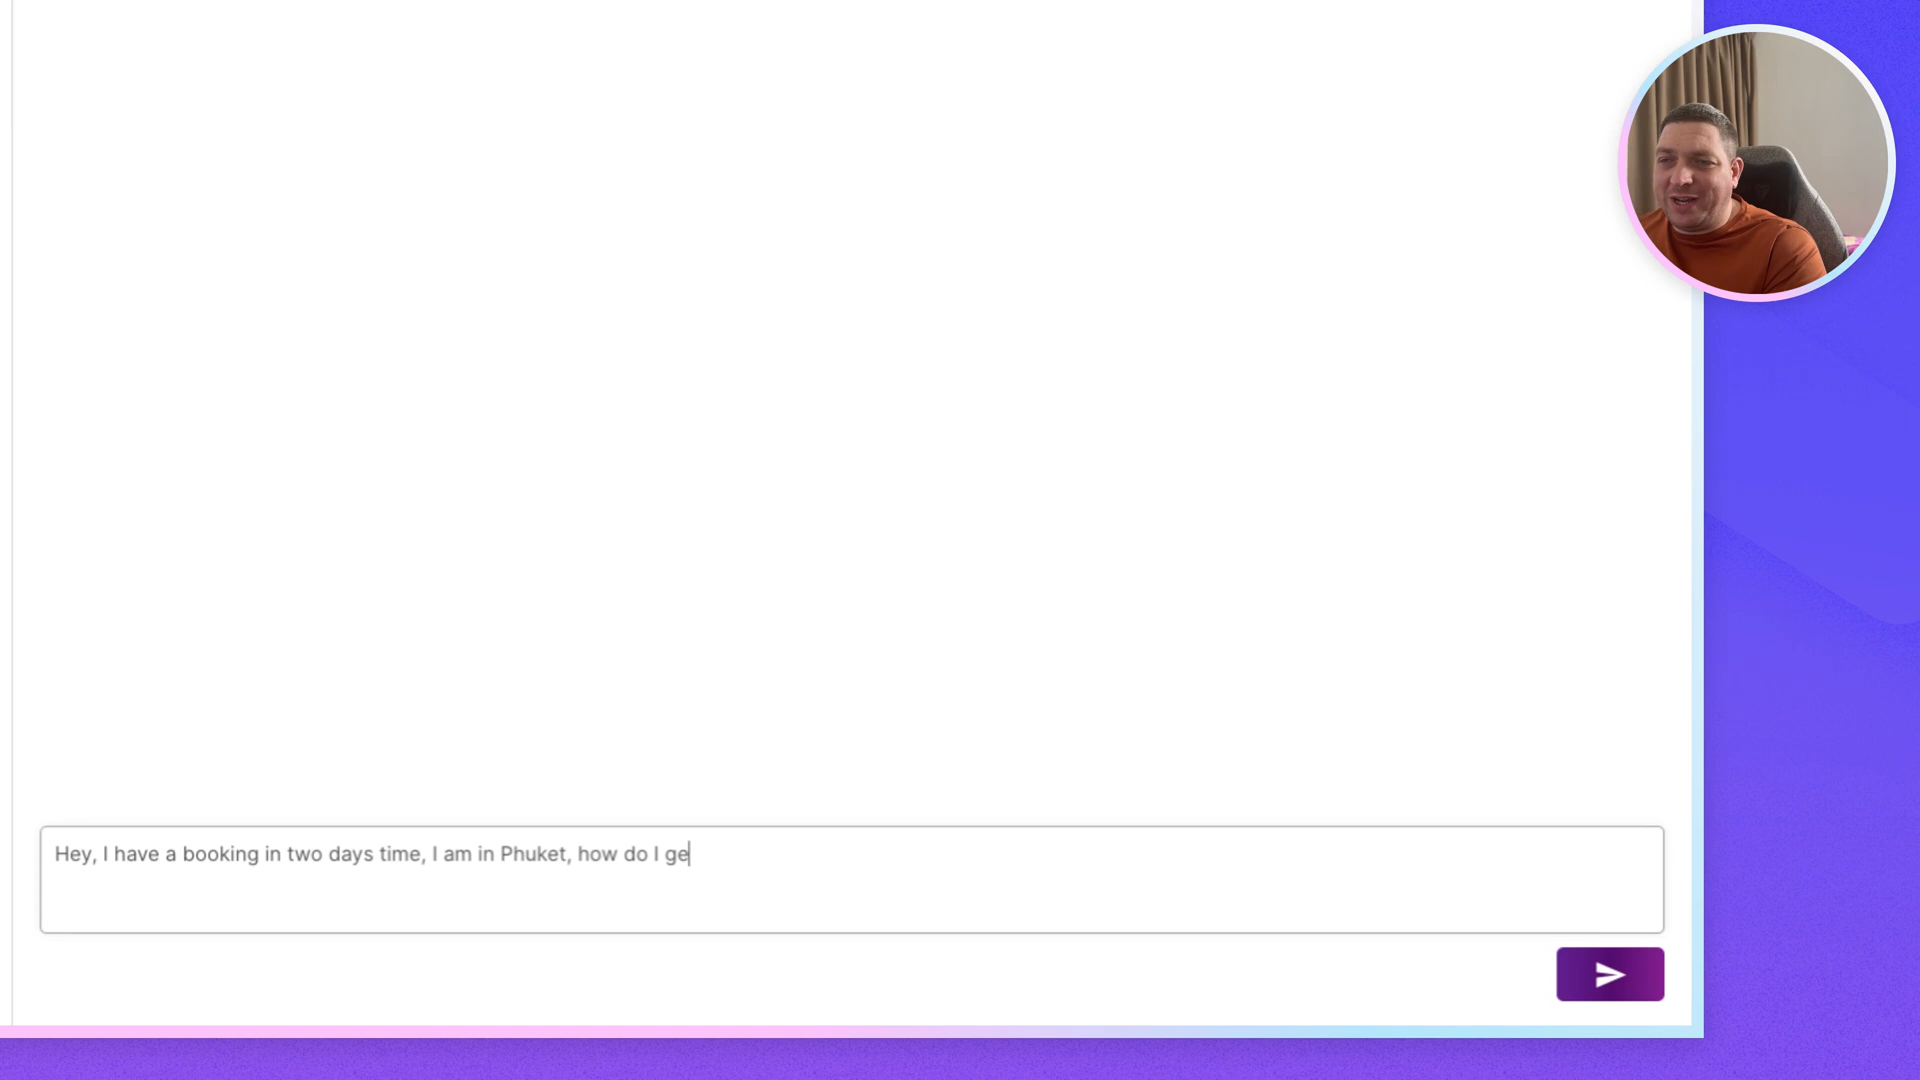 Hey, I have a booking in two days time, I am in Phuket, how do I ge